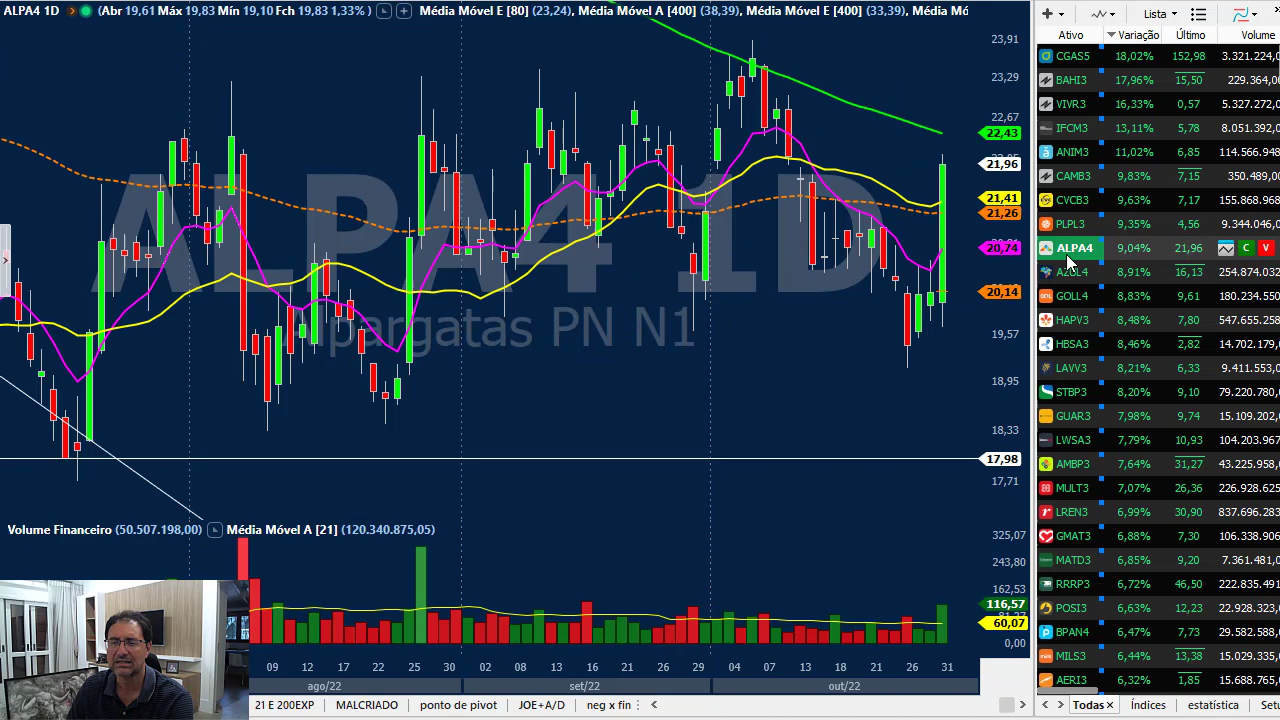 ALPA4 1D (Abr 19,61 Máx 19,83 Mín 19,10 Fch 19,83 1,33%) Média Móvel E [80] (23,24), Média Móvel A [400] (38,39), Média Móvel E [400] (33,39), Média Mó
ALPA4 1D
Alpargatas PN N1
23,91
23,29
22,67
22,43
21,96
21,41
21,26
20,74
20,14
19,57
18,95
18,33
17,98
17,71
Volume Financeiro (50.507.198,00) Média Móvel A [21] (120.340.875,05)
325,07
243,80
162,53
116,57
60,07
0,00
09 12 17 22 25 30 02 08 13 16 21 26 29 04 07 13 18 21 26 31
ago/22 set/22 out/22
21 E 200EXP MALCRIADO ponto de pivot JOE+A/D neg x fin
Lista
Ativo Variação Último Volume
CGAS5 18,02% 152,98 3.321.224,0
BAHI3 17,96% 15,50 229.364,00
VIVR3 16,33% 0,57 5.237.272,0
IFCM3 13,11% 5,78 8.051.392,0
ANIM3 11,02% 6,85 114.566.348
CAMB3 9,83% 7,15 350.491,00
CVCB3 9,63% 7,17 155.868.836
PLPL3 9,35% 4,56 9.344.046,0
ALPA4 9,04% 21,96 C V
AZUL4 8,91% 16,13 254.874.032
GOLL4 8,83% 9,61 180.234.536
HAPV3 8,48% 7,80 547.655.258
HBSA3 8,46% 2,82 14.702.179,
LAVV3 8,21% 6,33 9.411.553,0
STBP3 8,20% 9,10 79.220.780,
GUAR3 7,98% 9,74 15.109.202,
LWSA3 7,79% 10,93 104.203.967
AMBP3 7,64% 31,27 43.225.958,
MULT3 7,07% 26,36 226.928.625
LREN3 6,99% 30,90 837.696.283
GMAT3 6,88% 7,30 106.338.306
MATD3 6,85% 9,20 7.361.481,0
RRRP3 6,72% 46,50 222.835.491
POSI3 6,63% 12,23 22.928.933,
BPAN4 6,47% 7,73 29.583.536,
MILS3 6,44% 13,38 15.029.335,
AERI3 6,32% 1,85 15.688.765,
Todas Índices estatística Setu